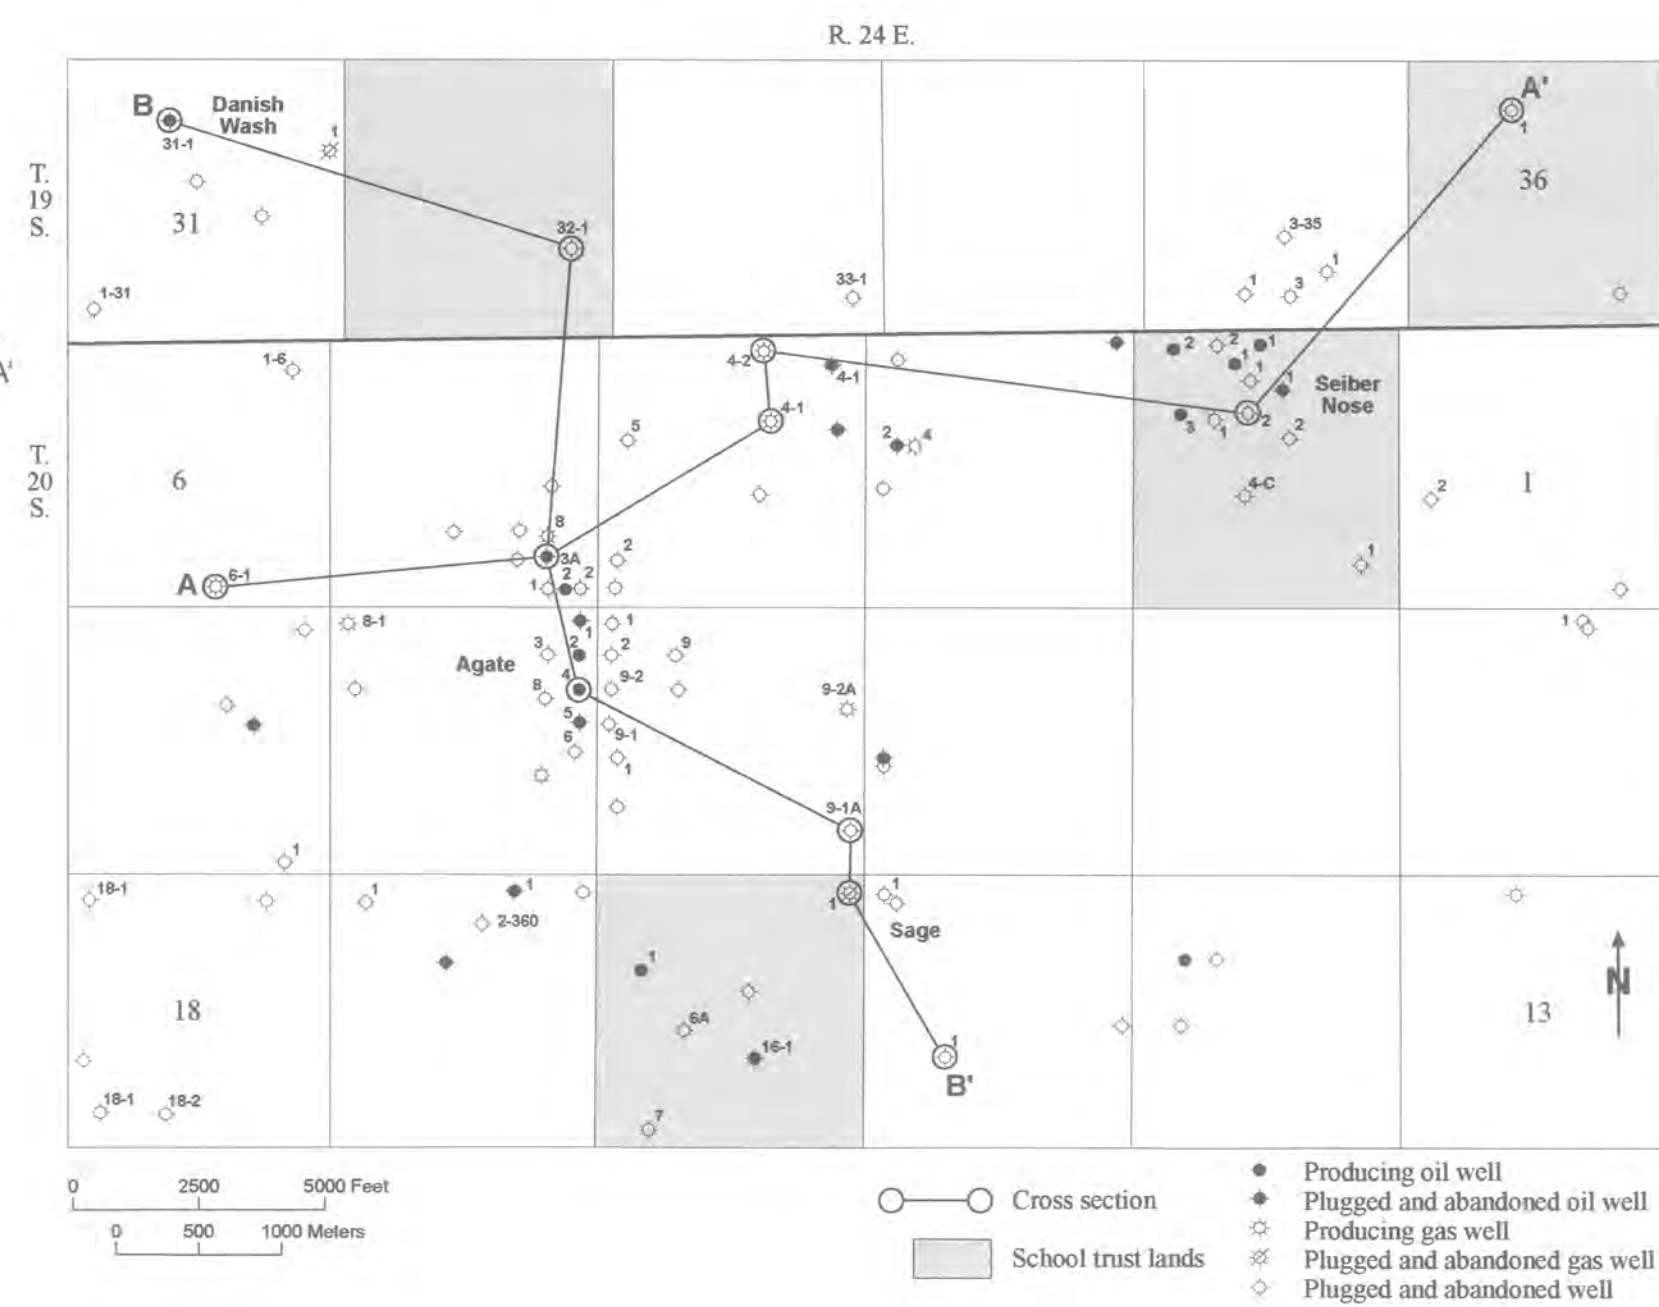 R. 24 E.
B
Danish
Wash
31-1
1
A'
1
T.
19
S.
31
36
32-1
3-35
1-31
33-1
1
3
1
A'
1-6
4-2
4-1
2
2
1
1
1
1
Seiber
Nose
4-1
5
2
4
3
1
2
2
T.
20
S.
6
4-C
2
1
8
3A
2
1
A
6-1
1
2
2
8-1
1
1
1
Agate
3
2
2
9
4
9-2
8
9-2A
5
9-1
6
1
9-1A
1
18-1
1
1
2-360
1
1
Sage
1
N
18
6A
13
16-1
1
B'
18-1
18-2
7
0 2500 5000 Feet
0 500 1000 Meters
Cross section
School trust lands
Producing oil well
Plugged and abandoned oil well
Producing gas well
Plugged and abandoned gas well
Plugged and abandoned well